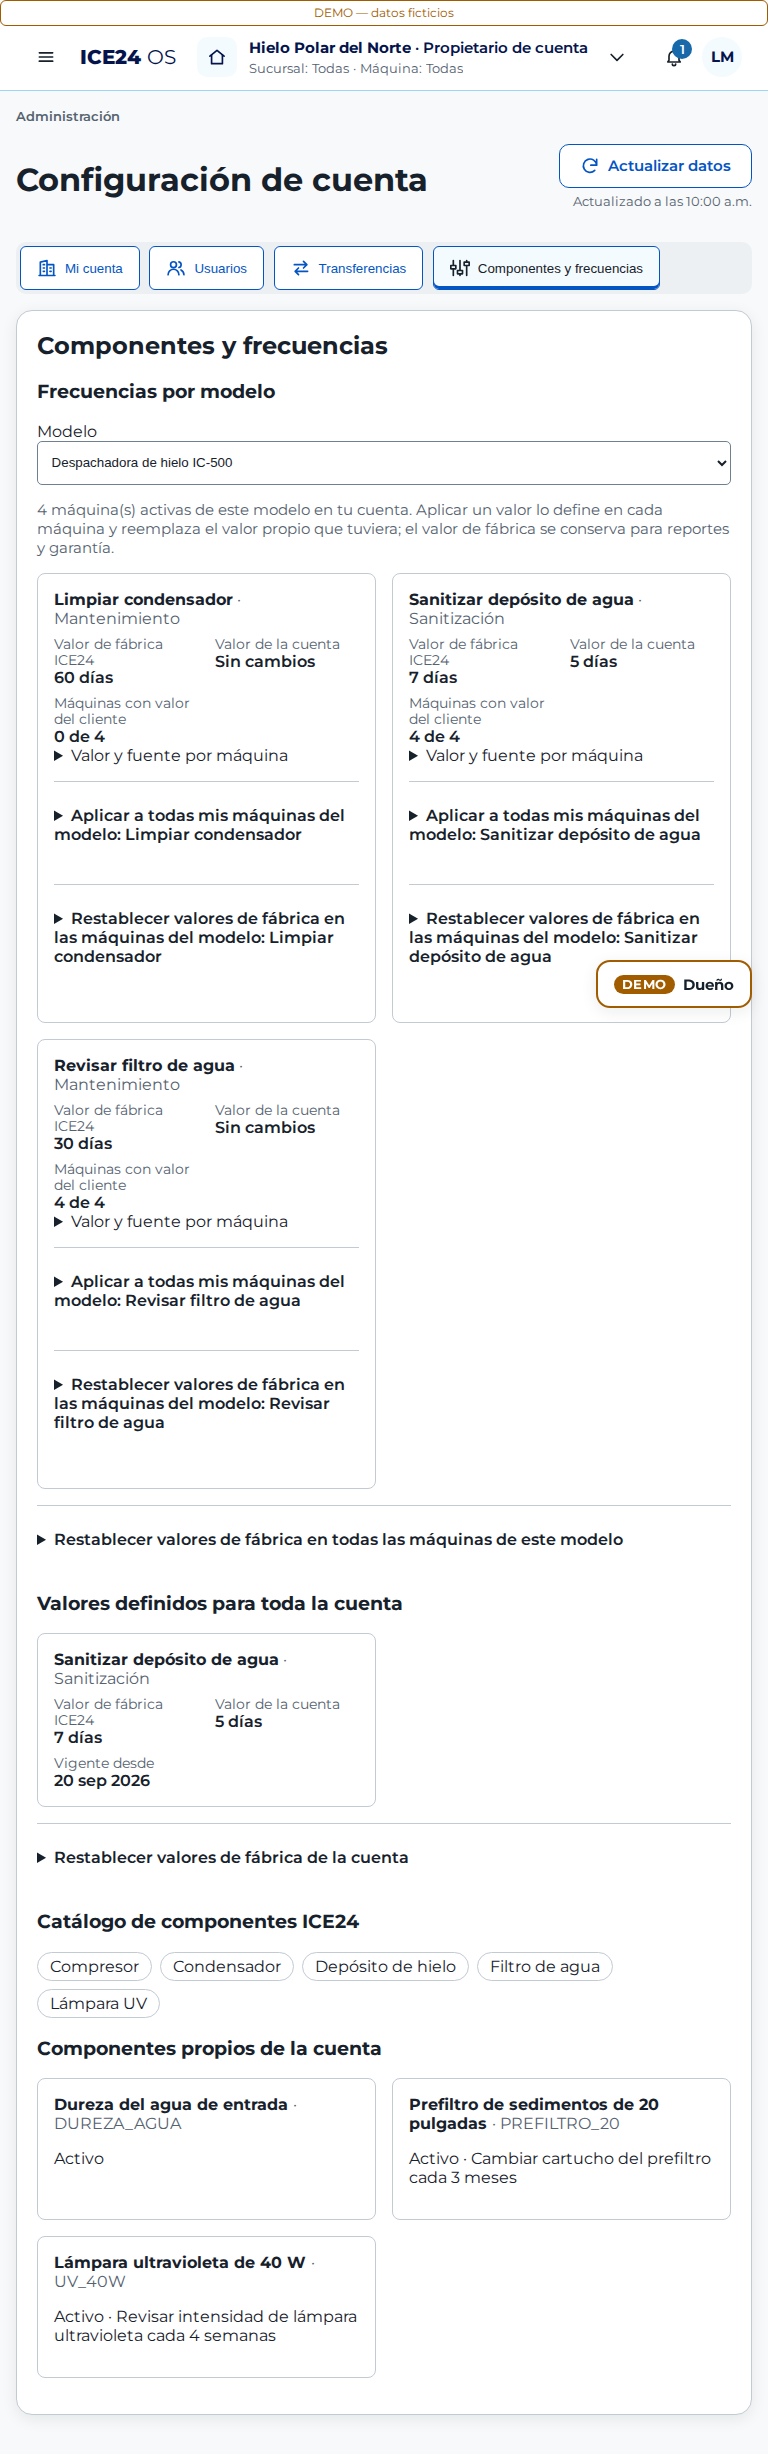 DEMO — datos ficticios
ICE24 OS
Hielo Polar del Norte · Propietario de cuenta
Sucursal: Todas · Máquina: Todas
1
LM
Administración
Configuración de cuenta
Actualizar datos
Actualizado a las 10:00 a.m.
Mi cuenta
Usuarios
Transferencias
Componentes y frecuencias
Componentes y frecuencias
Frecuencias por modelo
Modelo
Despachadora de hielo IC-500
4 máquina(s) activas de este modelo en tu cuenta. Aplicar un valor lo define en cada
máquina y reemplaza el valor propio que tuviera; el valor de fábrica se conserva para reportes
y garantía.
Limpiar condensador ·
Mantenimiento
Valor de fábrica
ICE24
60 días
Valor de la cuenta
Sin cambios
Máquinas con valor
del cliente
0 de 4
Valor y fuente por máquina
Aplicar a todas mis máquinas del
modelo: Limpiar condensador
Restablecer valores de fábrica en
las máquinas del modelo: Limpiar
condensador
Sanitizar depósito de agua ·
Sanitización
Valor de fábrica
ICE24
7 días
Valor de la cuenta
5 días
Máquinas con valor
del cliente
4 de 4
Valor y fuente por máquina
Aplicar a todas mis máquinas del
modelo: Sanitizar depósito de agua
Restablecer valores de fábrica en
las máquinas del modelo: Sanitizar
depósito de agua
DEMO Dueño
Revisar filtro de agua ·
Mantenimiento
Valor de fábrica
ICE24
30 días
Valor de la cuenta
Sin cambios
Máquinas con valor
del cliente
4 de 4
Valor y fuente por máquina
Aplicar a todas mis máquinas del
modelo: Revisar filtro de agua
Restablecer valores de fábrica en
las máquinas del modelo: Revisar
filtro de agua
Restablecer valores de fábrica en todas las máquinas de este modelo
Valores definidos para toda la cuenta
Sanitizar depósito de agua ·
Sanitización
Valor de fábrica
ICE24
7 días
Valor de la cuenta
5 días
Vigente desde
20 sep 2026
Restablecer valores de fábrica de la cuenta
Catálogo de componentes ICE24
Compresor
Condensador
Depósito de hielo
Filtro de agua
Lámpara UV
Componentes propios de la cuenta
Dureza del agua de entrada ·
DUREZA_AGUA
Activo
Prefiltro de sedimentos de 20
pulgadas · PREFILTRO_20
Activo · Cambiar cartucho del prefiltro
cada 3 meses
Lámpara ultravioleta de 40 W ·
UV_40W
Activo · Revisar intensidad de lámpara
ultravioleta cada 4 semanas